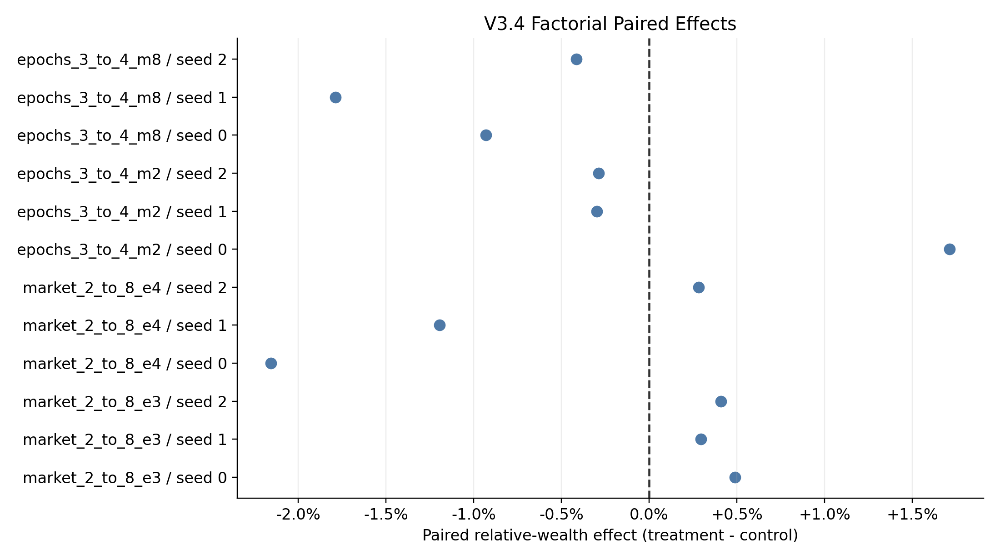 V3.4 Factorial Paired Effects
epochs_3_to_4_m8 / seed 2
epochs_3_to_4_m8 / seed 1
epochs_3_to_4_m8 / seed 0
epochs_3_to_4_m2 / seed 2
epochs_3_to_4_m2 / seed 1
epochs_3_to_4_m2 / seed 0
market_2_to_8_e4 / seed 2
market_2_to_8_e4 / seed 1
market_2_to_8_e4 / seed 0
market_2_to_8_e3 / seed 2
market_2_to_8_e3 / seed 1
market_2_to_8_e3 / seed 0
-2.0% -1.5% -1.0% -0.5% 0.0% +0.5% +1.0% +1.5%
Paired relative-wealth effect (treatment - control)